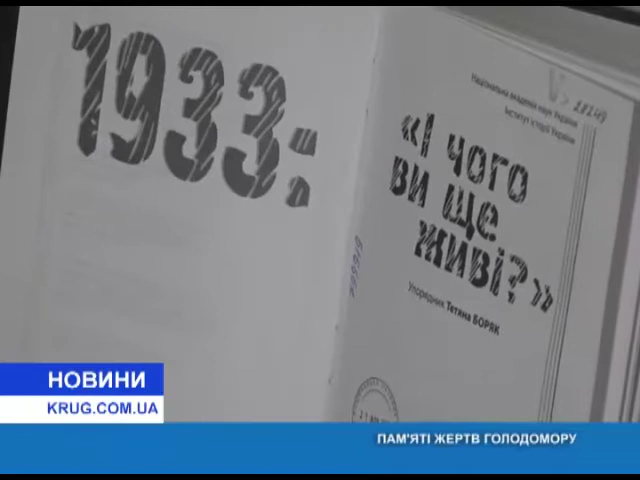 1933:
Національна академія наук України
Інститут історії України
«І ЧОГО
ВИ ЩЕ
ЖИВІ?»
Упорядник Тетяна БОРЯК
НОВИНИ
KRUG.COM.UA
ПАМ'ЯТІ ЖЕРТВ ГОЛОДОМОРУ